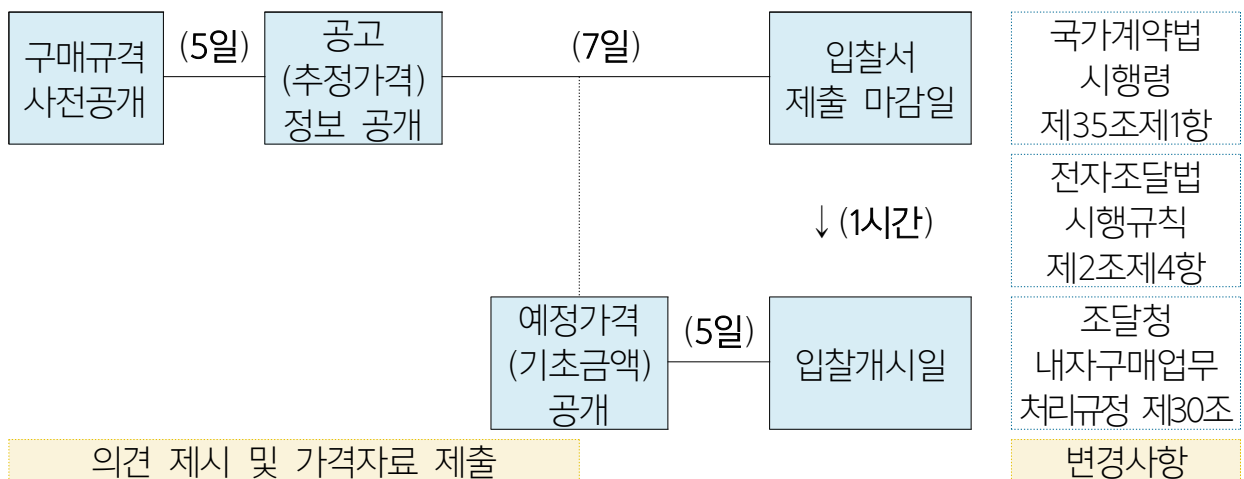 구매규격
사전공개
(5일)
공고
(추정가격)
정보 공개
(7일)
입찰서
제출 마감일
국가계약법
시행령
제35조제1항
↓(1시간)
전자조달법
시행규칙
제2조제4항
예정가격
(기초금액)
공개
(5일)
입찰개시일
조달청
내자구매업무
처리규정 제30조
의견 제시 및 가격자료 제출
변경사항